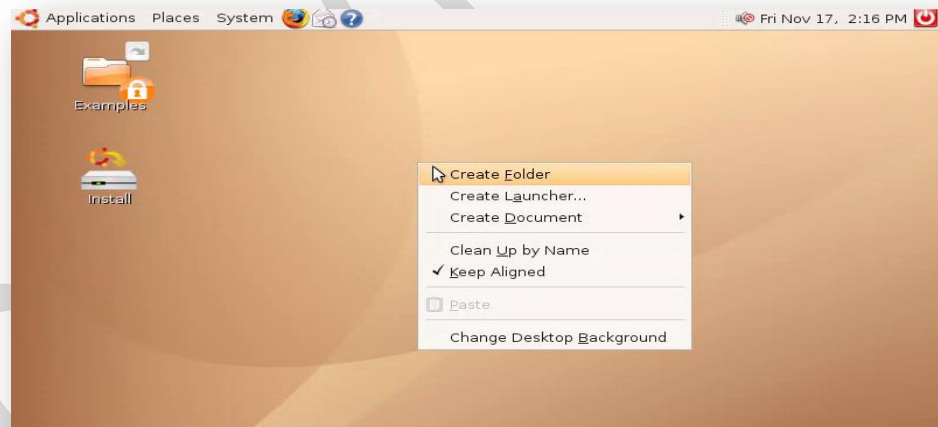 Applications Places System Fri Nov 17, 2:16 PM
Examples
Install
Create Folder
Create Launcher...
Create Document
Clean Up by Name
Keep Aligned
Paste
Change Desktop Background